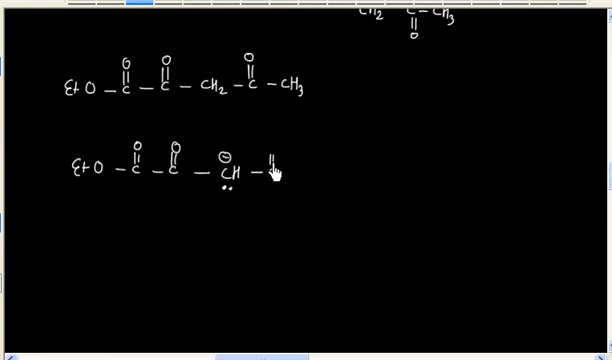 CH₂ C – CH₃
O
O O O
EtO – C – C – CH₂ – C – CH₃
O O ⊖
EtO – C – C – CH –